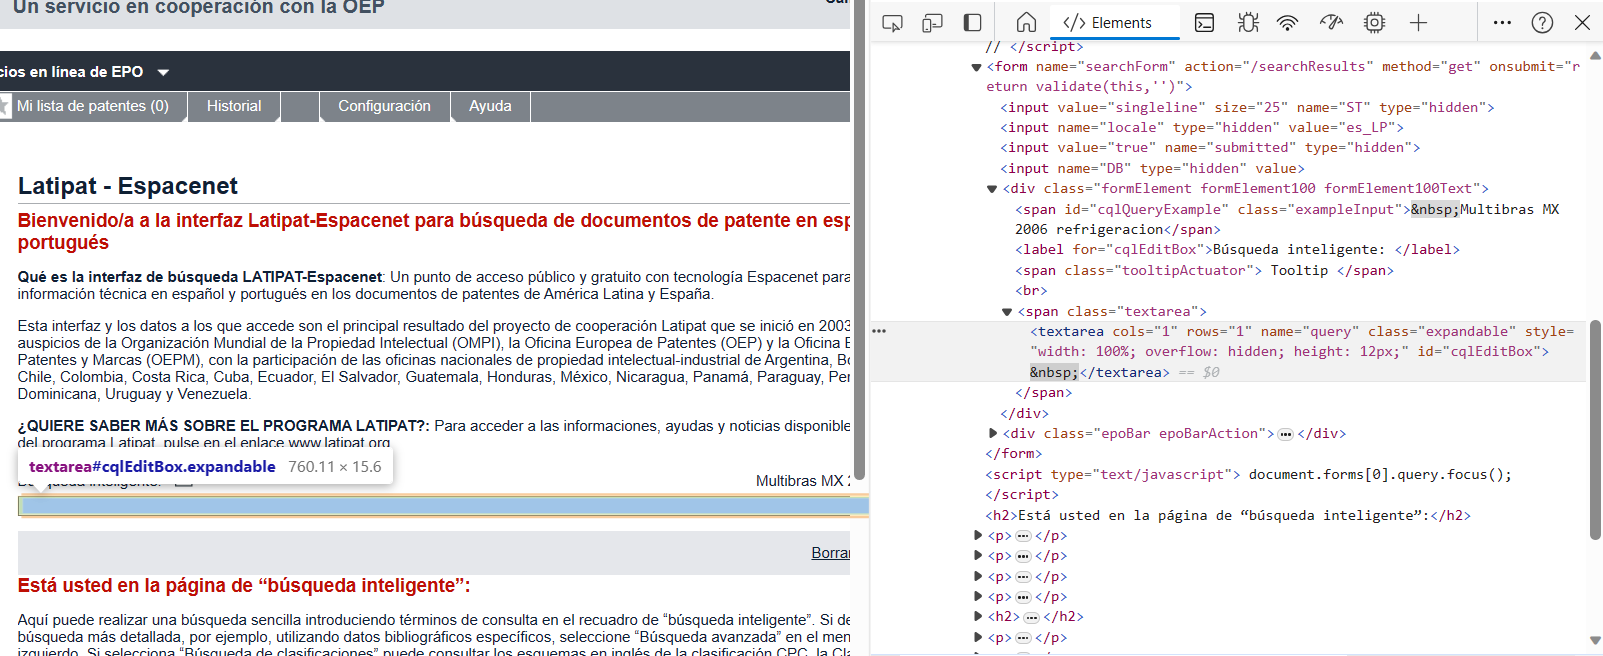 Un servicio en cooperación con la OEP
cios en línea de EPO
Mi lista de patentes (0) Historial Configuración Ayuda
Latipat - Espacenet
Bienvenido/a a la interfaz Latipat-Espacenet para búsqueda de documentos de patente en esp
portugués
Qué es la interfaz de búsqueda LATIPAT-Espacenet: Un punto de acceso público y gratuito con tecnología Espacenet para
información técnica en español y portugués en los documentos de patentes de América Latina y España.
Esta interfaz y los datos a los que accede son el principal resultado del proyecto de cooperación Latipat que se inició en 2003
auspicios de la Organización Mundial de la Propiedad Intelectual (OMPI), la Oficina Europea de Patentes (OEP) y la Oficina E
Patentes y Marcas (OEPM), con la participación de las oficinas nacionales de propiedad intelectual-industrial de Argentina, Bo
Chile, Colombia, Costa Rica, Cuba, Ecuador, El Salvador, Guatemala, Honduras, México, Nicaragua, Panamá, Paraguay, Per
Dominicana, Uruguay y Venezuela.
¿QUIERE SABER MÁS SOBRE EL PROGRAMA LATIPAT?: Para acceder a las informaciones, ayudas y noticias disponible
del programa Latipat, pulse en el enlace www.latipat.org
textarea#cqlEditBox.expandable 760.11 × 15.6
inteligente: Multibras MX 2
Borrar
Está usted en la página de “búsqueda inteligente”:
Aquí puede realizar una búsqueda sencilla introduciendo términos de consulta en el recuadro de “búsqueda inteligente”. Si de
búsqueda más detallada, por ejemplo, utilizando datos bibliográficos específicos, seleccione “Búsqueda avanzada” en el men
izquierdo. Si selecciona “Búsqueda de clasificaciones” puede consultar los esquemas en inglés de la clasificación CPC, la Cla
</> Elements
// </script>
<form name="searchForm" action="/searchResults" method="get" onsubmit="r
eturn validate(this,'')">
<input value="singleline" size="25" name="ST" type="hidden">
<input name="locale" type="hidden" value="es_LP">
<input value="true" name="submitted" type="hidden">
<input name="DB" type="hidden" value>
<div class="formElement formElement100 formElement100Text">
<span id="cqlQueryExample" class="exampleInput">&nbsp;Multibras MX
2006 refrigeracion</span>
<label for="cqlEditBox">Búsqueda inteligente: </label>
<span class="tooltipActuator"> Tooltip </span>
<br>
<span class="textarea">
<textarea cols="1" rows="1" name="query" class="expandable" style=
"width: 100%; overflow: hidden; height: 12px;" id="cqlEditBox">
&nbsp;</textarea> == $0
</span>
</div>
<div class="epoBar epoBarAction">…</div>
</form>
<script type="text/javascript"> document.forms[0].query.focus();
</script>
<h2>Está usted en la página de “búsqueda inteligente”:</h2>
<p>…</p>
<p>…</p>
<p>…</p>
<p>…</p>
<h2>…</h2>
<p>…</p>